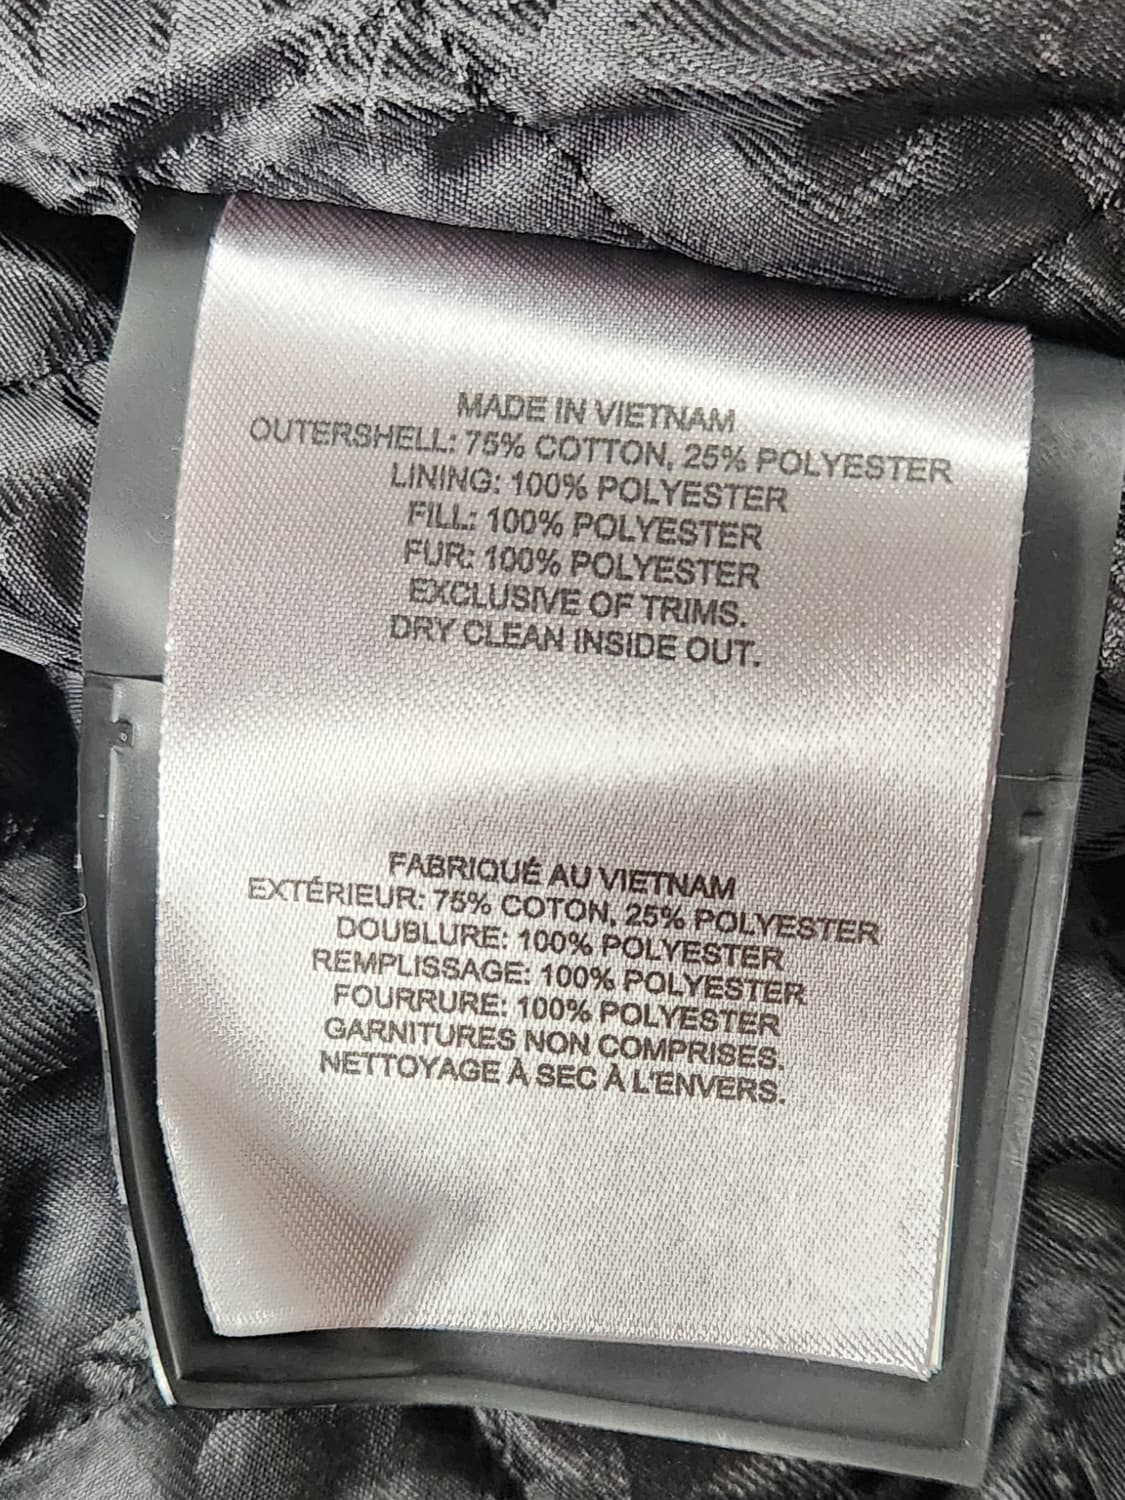 MADE IN VIETNAM
OUTERSHELL: 75% COTTON, 25% POLYESTER
LINING: 100% POLYESTER
FILL: 100% POLYESTER
FUR: 100% POLYESTER
EXCLUSIVE OF TRIMS.
DRY CLEAN INSIDE OUT.
FABRIQUÉ AU VIETNAM
EXTÉRIEUR: 75% COTON, 25% POLYESTER
DOUBLURE: 100% POLYESTER
REMPLISSAGE: 100% POLYESTER
FOURRURE: 100% POLYESTER
GARNITURES NON COMPRISES.
NETTOYAGE À SEC À L'ENVERS.